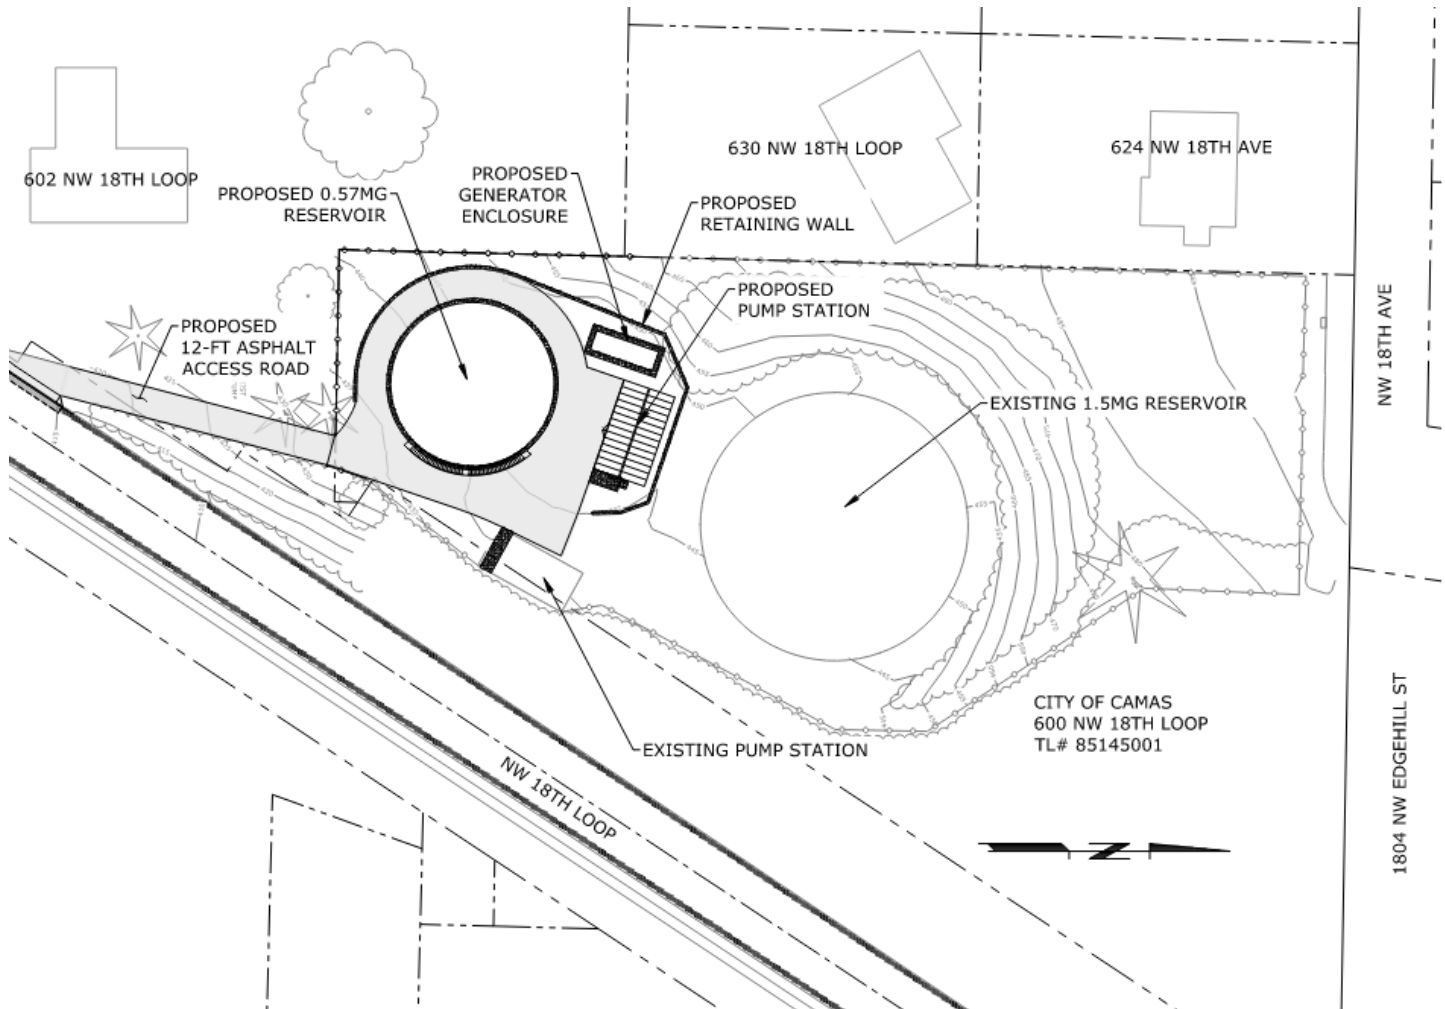 630 NW 18TH LOOP
624 NW 18TH AVE
602 NW 18TH LOOP
PROPOSED 0.57MG
RESERVOIR
PROPOSED
GENERATOR
ENCLOSURE
PROPOSED
RETAINING WALL
PROPOSED
PUMP STATION
PROPOSED
12-FT ASPHALT
ACCESS ROAD
EXISTING 1.5MG RESERVOIR
NW 18TH AVE
EXISTING PUMP STATION
CITY OF CAMAS
600 NW 18TH LOOP
TL# 85145001
NW 18TH LOOP
1804 NW EDGEHILL ST
N